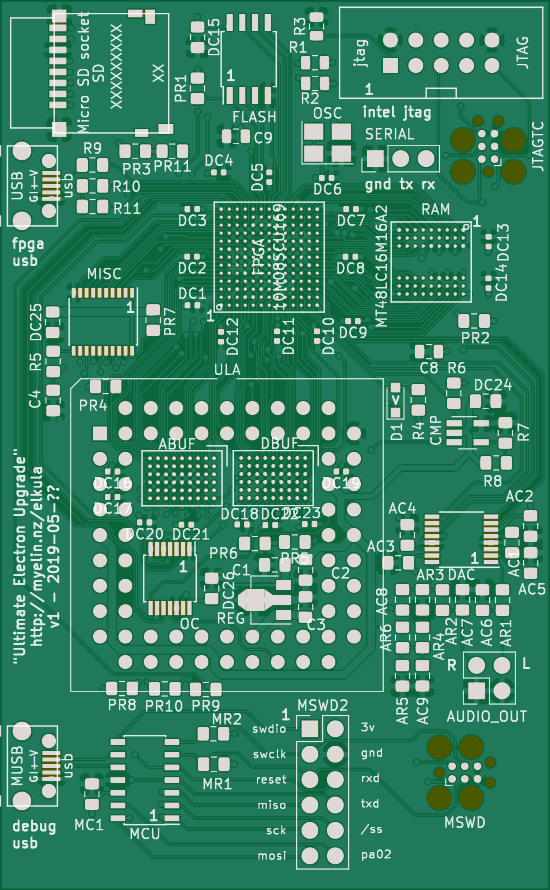 Micro SD socket
SD
XXXXXXXXXX
XX
DC15
PR1
1
FLASH
R3
R1
R2
jtag
JTAG
1
intel jtag
OSC
SERIAL
gnd tx rx
JTAGTC
C9
R9
R10
R11
PR3
PR11
DC4
DC5
DC6
USB
GI+-V
usb
fpga
usb
DC3
DC2
DC1
FPGA
10M08SCU169
1
DC7
DC8
DC9
RAM
1
MT48LC16M16A2
DC13
DC14
MISC
1
DC25
R5
C4
PR7
DC12
DC11
DC10
PR2
C8
R6
DC24
PR4
ULA
D1
R4
CMP
R7
R8
ABUF
DBUF
DC16
DC17
DC19
DC20
DC21
DC18
DC22
DC23
"Ultimate Electron Upgrade"
http://myelin.nz/elkula
v1 - 2019-05-??
AC4
AC3
AC2
AC1
AC5
1
AR3
DAC
PR6
PR5
C1
C2
C3
1
DC26
REG
OC
AC8
AR6
AR4
AR2
AC7
AC6
AR1
AR5
AC9
R
L
AUDIO_OUT
PR8
PR10
PR9
MSWD2
1
MR2
MR1
swdio
3v
swclk
gnd
reset
rxd
miso
txd
sck
/ss
mosi
pa02
MUSB
GI+-V
usb
debug
usb
MC1
MCU
1
MSWD